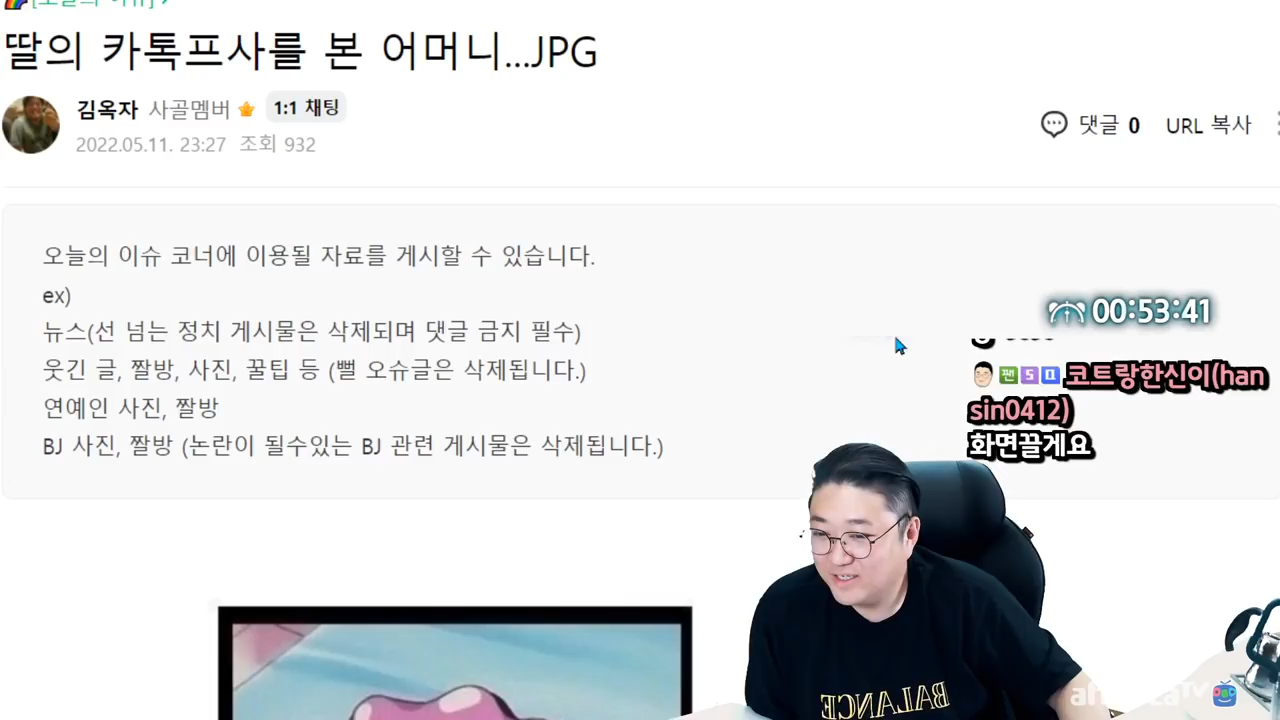 [오늘의 이슈] >
딸의 카톡프사를 본 어머니...JPG
김옥자 사골멤버 1:1 채팅
2022.05.11. 23:27 조회 932
댓글 0 URL 복사
오늘의 이슈 코너에 이용될 자료를 게시할 수 있습니다.
ex)
뉴스(선 넘는 정치 게시물은 삭제되며 댓글 금지 필수)
웃긴 글, 짤방, 사진, 꿀팁 등 (뻘 오슈글은 삭제됩니다.)
연예인 사진, 짤방
BJ 사진, 짤방 (논란이 될수있는 BJ 관련 게시물은 삭제됩니다.)
00:53:41
팬 5 코트랑한신이(han
sin0412)
화면끌게요
BALANCE